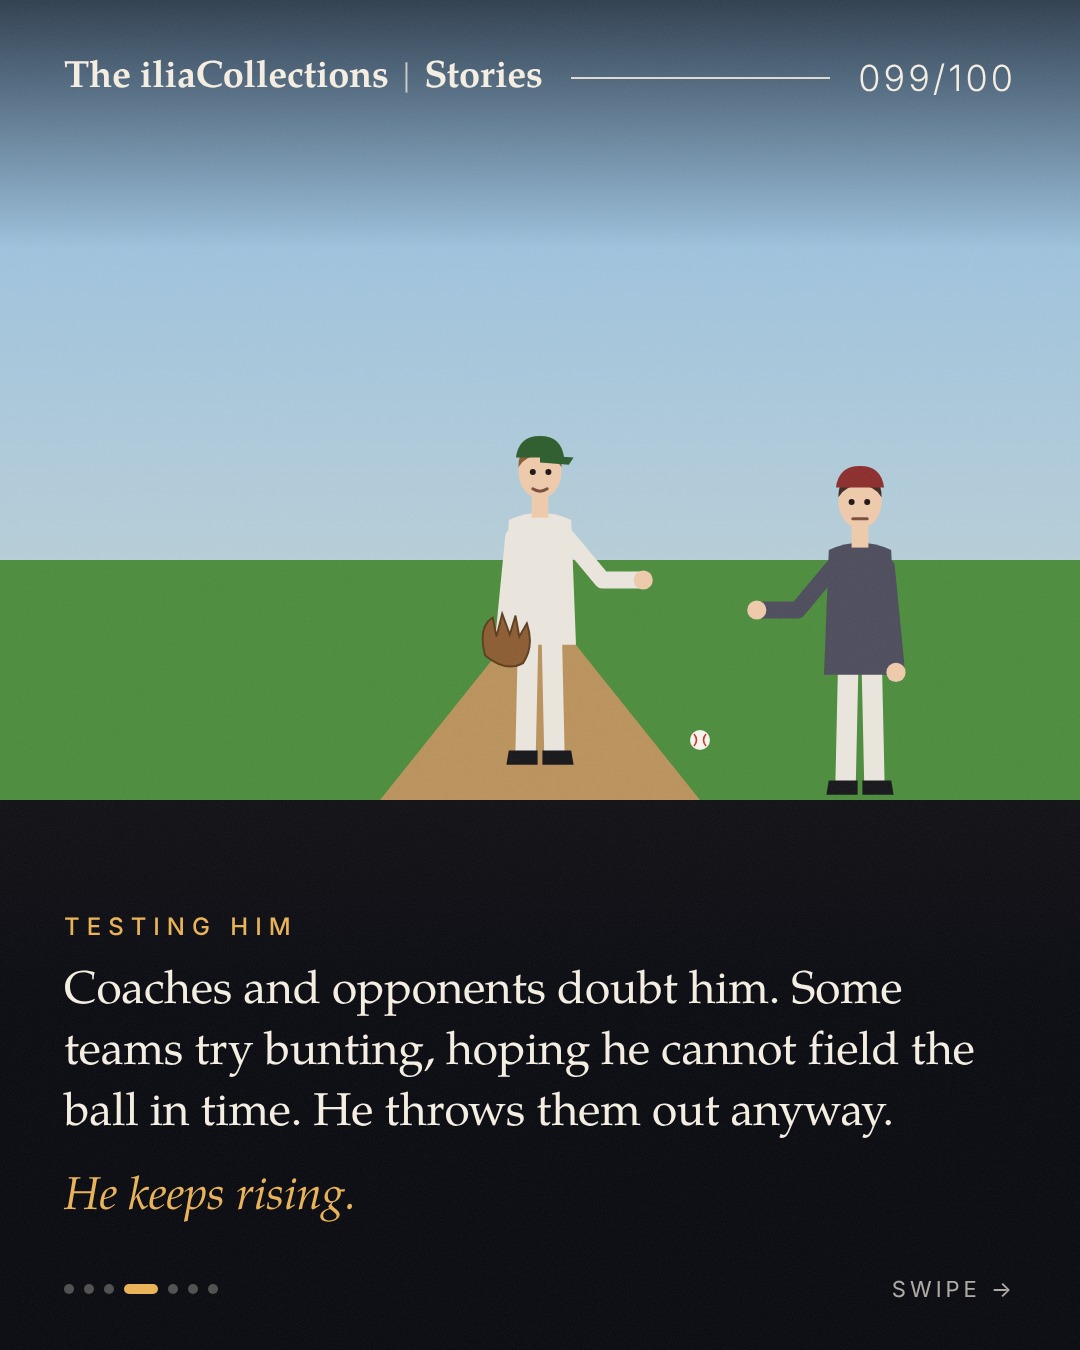 The iliaCollections | Stories 099/100
TESTING HIM
Coaches and opponents doubt him. Some
teams try bunting, hoping he cannot field the
ball in time. He throws them out anyway.
He keeps rising.
SWIPE →